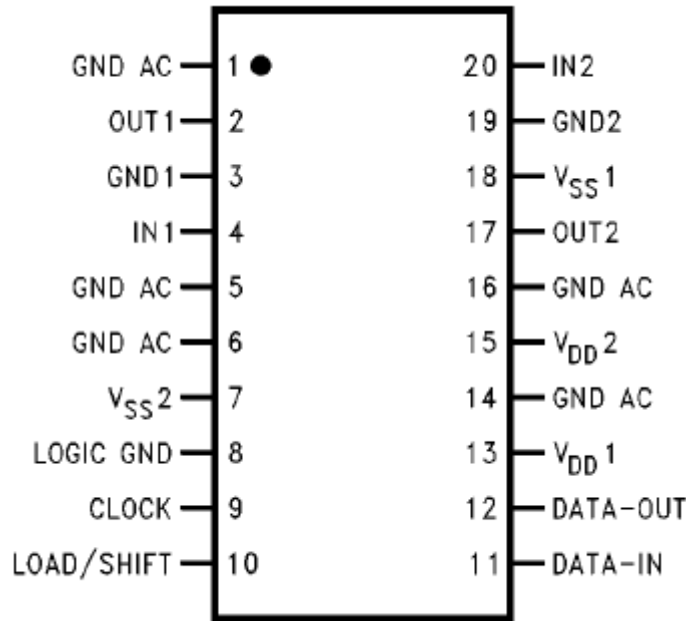 GND AC 1 20 IN2
OUT1 2 19 GND2
GND1 3 18 VSS1
IN1 4 17 OUT2
GND AC 5 16 GND AC
GND AC 6 15 VDD2
VSS2 7 14 GND AC
LOGIC GND 8 13 VDD1
CLOCK 9 12 DATA-OUT
LOAD/SHIFT 10 11 DATA-IN